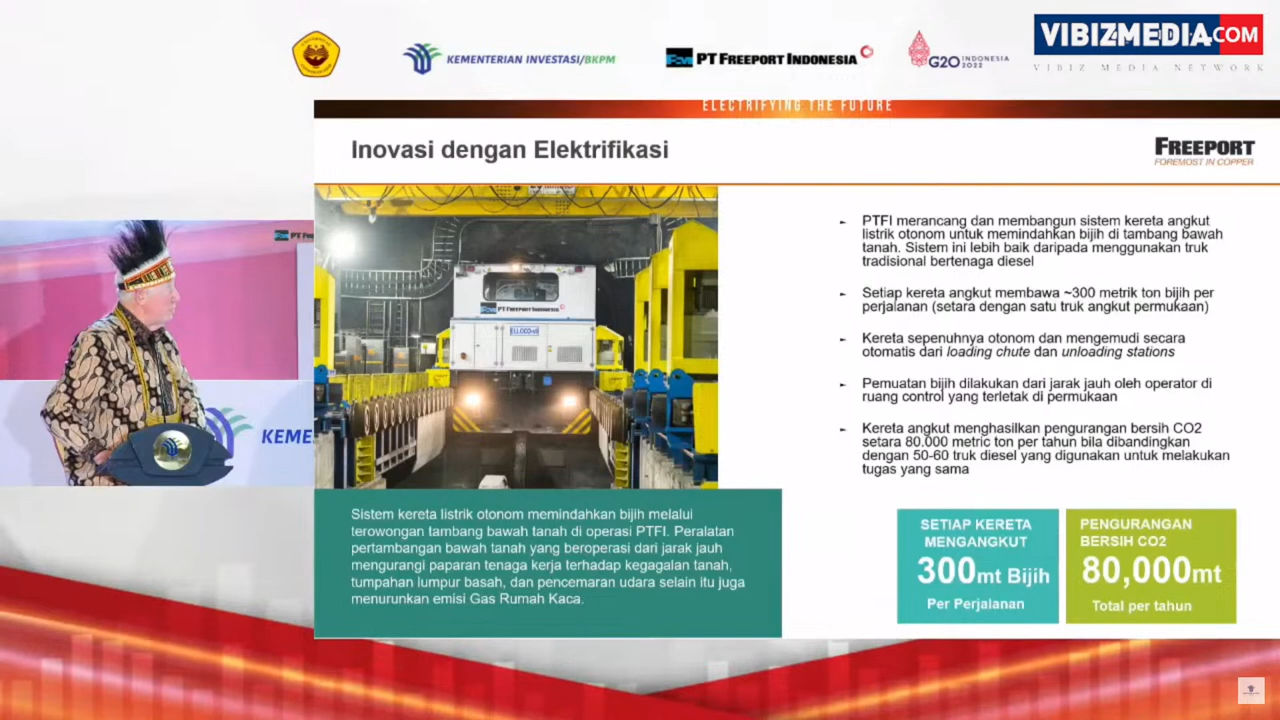 KEMENTERIAN INVESTASI/BKPM
PT FREEPORT INDONESIA
G20 INDONESIA 2022
VIBIZMEDIA.COM
VIBIZ MEDIA NETWORK
ELECTRIFYING THE FUTURE
Inovasi dengan Elektrifikasi
FREEPORT
FOREMOST IN COPPER
PT FREEPORT INDONESIA
► PTFI merancang dan membangun sistem kereta angkut
listrik otonom untuk memindahkan bijih di tambang bawah
tanah. Sistem ini lebih baik daripada menggunakan truk
tradisional bertenaga diesel
► Setiap kereta angkut membawa ~300 metrik ton bijih per
perjalanan (setara dengan satu truk angkut permukaan)
► Kereta sepenuhnya otonom dan mengemudi secara
otomatis dari loading chute dan unloading stations
► Pemuatan bijih dilakukan dari jarak jauh oleh operator di
ruang control yang terletak di permukaan
► Kereta angkut menghasilkan pengurangan bersih CO2
setara 80.000 metric ton per tahun bila dibandingkan
dengan 50-60 truk diesel yang digunakan untuk melakukan
tugas yang sama
KEME
Sistem kereta listrik otonom memindahkan bijih melalui
terowongan tambang bawah tanah di operasi PTFI. Peralatan
pertambangan bawah tanah yang beroperasi dari jarak jauh
mengurangi paparan tenaga kerja terhadap kegagalan tanah,
tumpahan lumpur basah, dan pencemaran udara selain itu juga
menurunkan emisi Gas Rumah Kaca.
SETIAP KERETA
MENGANGKUT
300mt Bijih
Per Perjalanan
PENGURANGAN
BERSIH CO2
80,000mt
Total per tahun